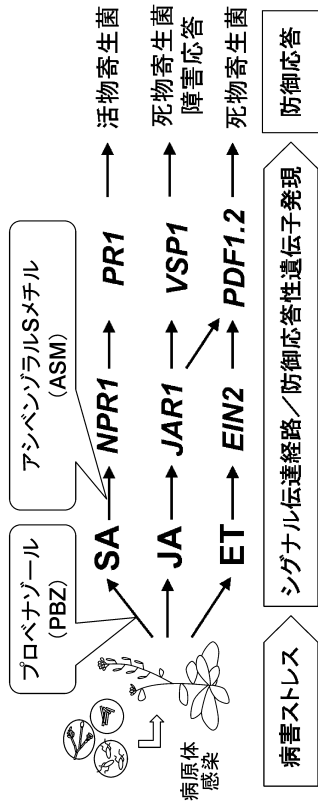 プロベナゾール
(PBZ)
アシベンゾラルSメチル
(ASM)
病原体
感染
SA
NPR1
PR1
活物寄生菌
JA
JAR1
VSP1
死物寄生菌
障害応答
ET
EIN2
PDF1.2
死物寄生菌
病害ストレス
シグナル伝達経路／防御応答性遺伝子発現
防御応答